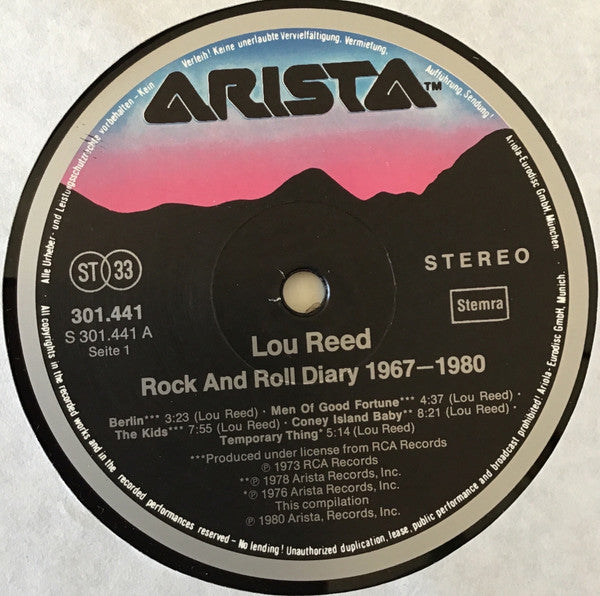 ARISTA™
Alle Urheber- und Leistungsschutzrechte vorbehalten - Kein Verleih! Keine unerlaubte Vervielfältigung, Vermietung, Aufführung, Sendung!
Ariola-Eurodisc GmbH, München.
ST 33
STEREO
301.441
S 301.441 A
Seite 1
Stemra
Lou Reed
Rock And Roll Diary 1967—1980
Berlin*** 3:23 (Lou Reed) · Men Of Good Fortune*** 4:37 (Lou Reed) ·
The Kids*** 7:55 (Lou Reed) · Coney Island Baby** 8:21 (Lou Reed) ·
Temporary Thing* 5:14 (Lou Reed)
***Produced under license from RCA Records
℗ 1973 RCA Records
**℗ 1978 Arista Records, Inc.
*℗ 1976 Arista Records, Inc.
This compilation
℗ 1980 Arista, Records, Inc.
All copyrights in the recorded works and in the recorded performances reserved – No lending! Unauthorized duplication, lease, public performance and broadcast prohibited! Ariola- Eurodisc GmbH, Munich.